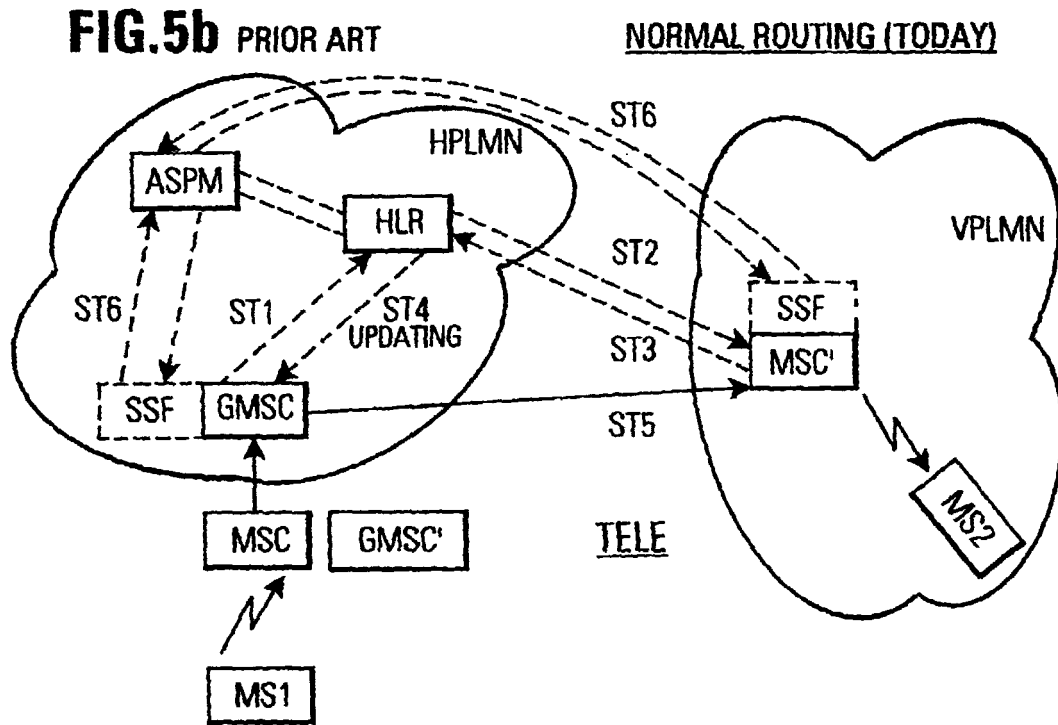 FIG.5b PRIOR ART
NORMAL ROUTING (TODAY)
ST6
HPLMN
ASPM
HLR
VPLMN
ST2
SSF
ST6
ST1
ST4
UPDATING
ST3
MSC'
SSF
GMSC
ST5
MSC
GMSC'
TELE
MS2
MS1